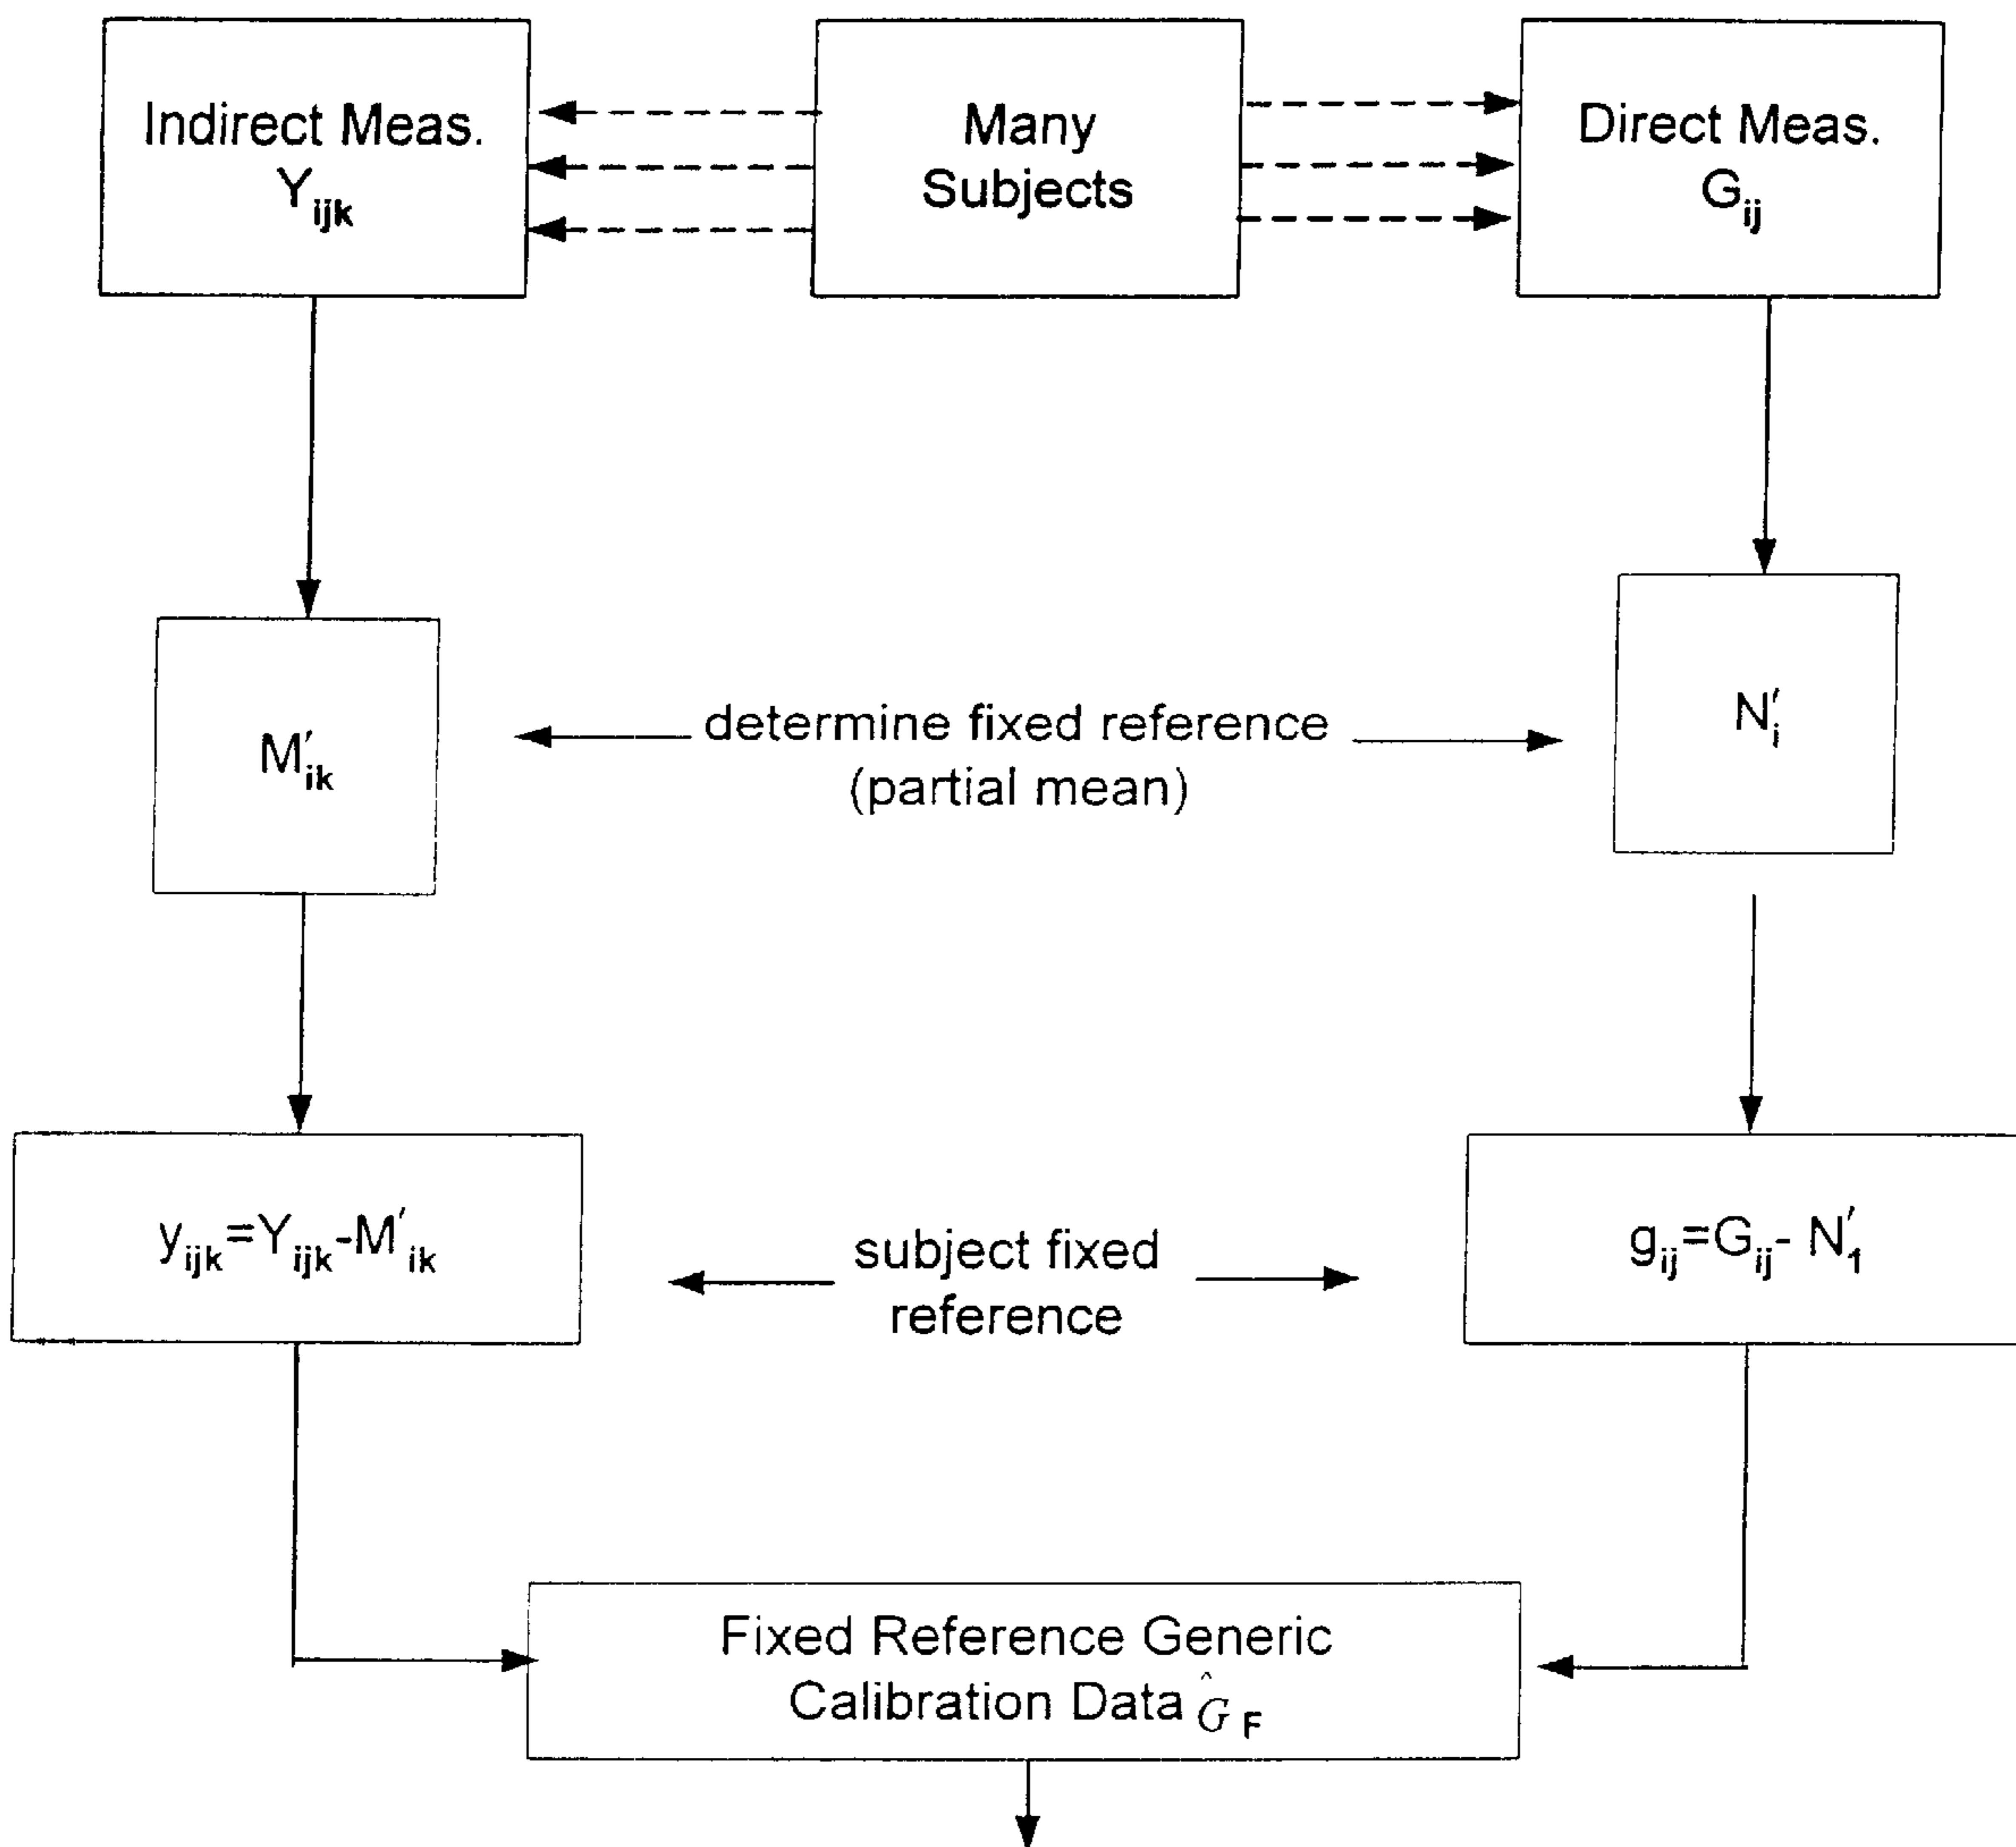 Indirect Meas.
Y_ijk
Many
Subjects
Direct Meas.
G_ij
M'_ik
determine fixed reference
(partial mean)
N'_i
y_ijk=Y_ijk-M'_ik
subject fixed
reference
g_ij=G_ij- N'_1
Fixed Reference Generic
Calibration Data Ĝ_F